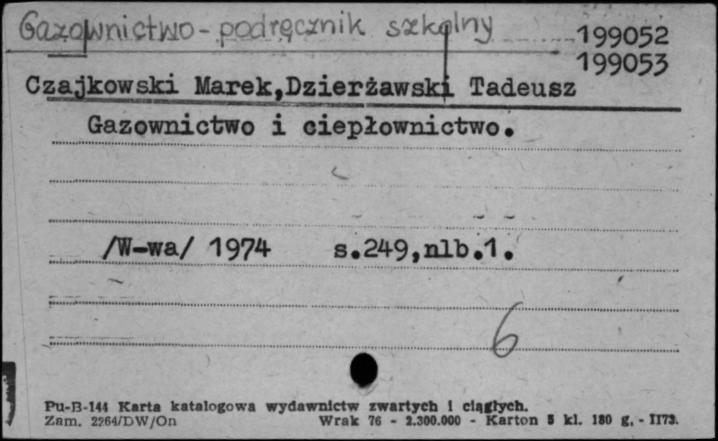 Gazownictwo - podręcznik szkolny
199052
199053
Czajkowski Marek,Dzierżawski Tadeusz
Gazownictwo i ciepłownictwo.
/W-wa/ 1974 s.249,nlb.1.
6
Pu-B-144 Karta katalogowa wydawnictw zwartych i ciągłych.
Zam. 2264/DW/On Wrak 76 - 2.300.000 - Karton 5 kl. 180 g. - II73.